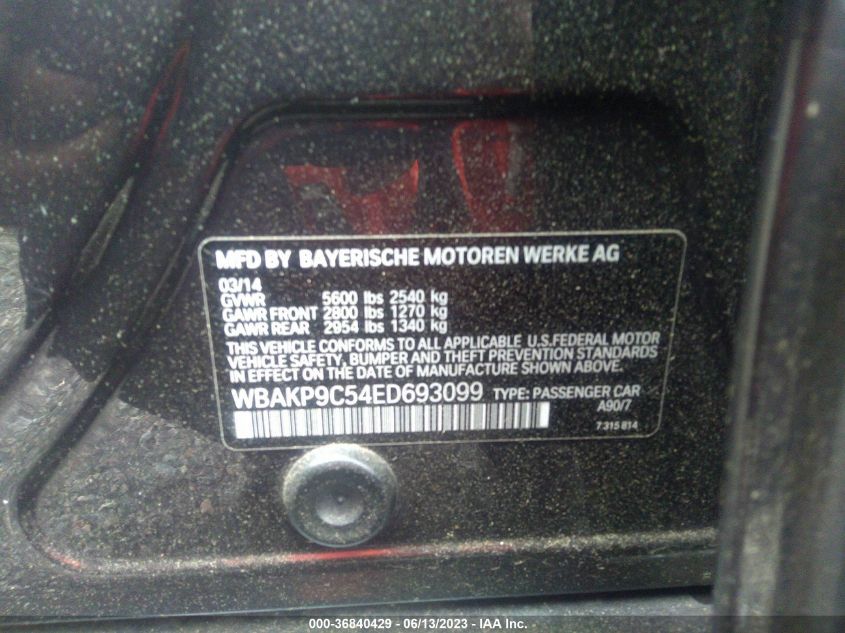 MFD BY BAYERISCHE MOTOREN WERKE AG
03/14
GVWR 5600 lbs 2540 kg
GAWR FRONT 2800 lbs 1270 kg
GAWR REAR 2954 lbs 1340 kg
THIS VEHICLE CONFORMS TO ALL APPLICABLE U.S.FEDERAL MOTOR
VEHICLE SAFETY, BUMPER AND THEFT PREVENTION STANDARDS
IN EFFECT ON THE DATE OF MANUFACTURE SHOWN ABOVE.
WBAKP9C54ED693099 TYPE: PASSENGER CAR
A90/7
7 315 814
000-36840429 - 06/13/2023 - IAA Inc.